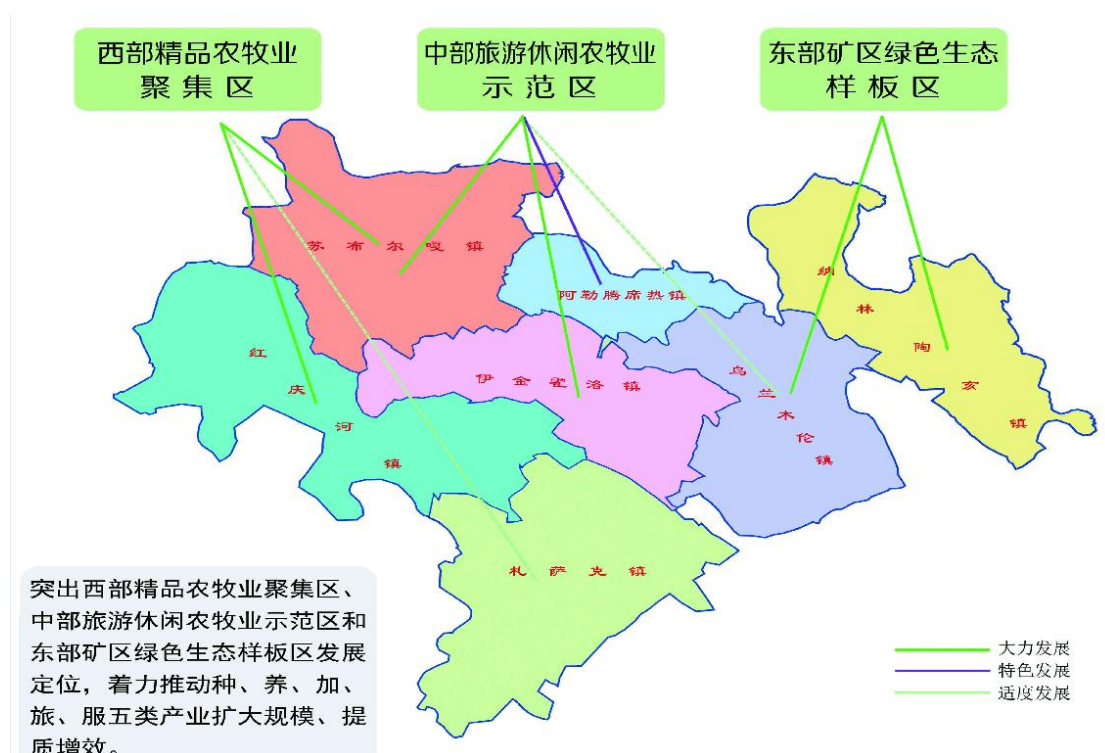 西部精品农牧业
聚集区
中部旅游休闲农牧业
示范区
东部矿区绿色生态
样板区
苏布尔嘎镇
阿勒腾席热镇
纳林陶亥镇
红庆河镇
伊金霍洛镇
乌兰木伦镇
札萨克镇
突出西部精品农牧业聚集区、
中部旅游休闲农牧业示范区和
东部矿区绿色生态样板区发展
定位，着力推动种、养、加、
旅、服五类产业扩大规模、提
质增效。
大力发展
特色发展
适度发展